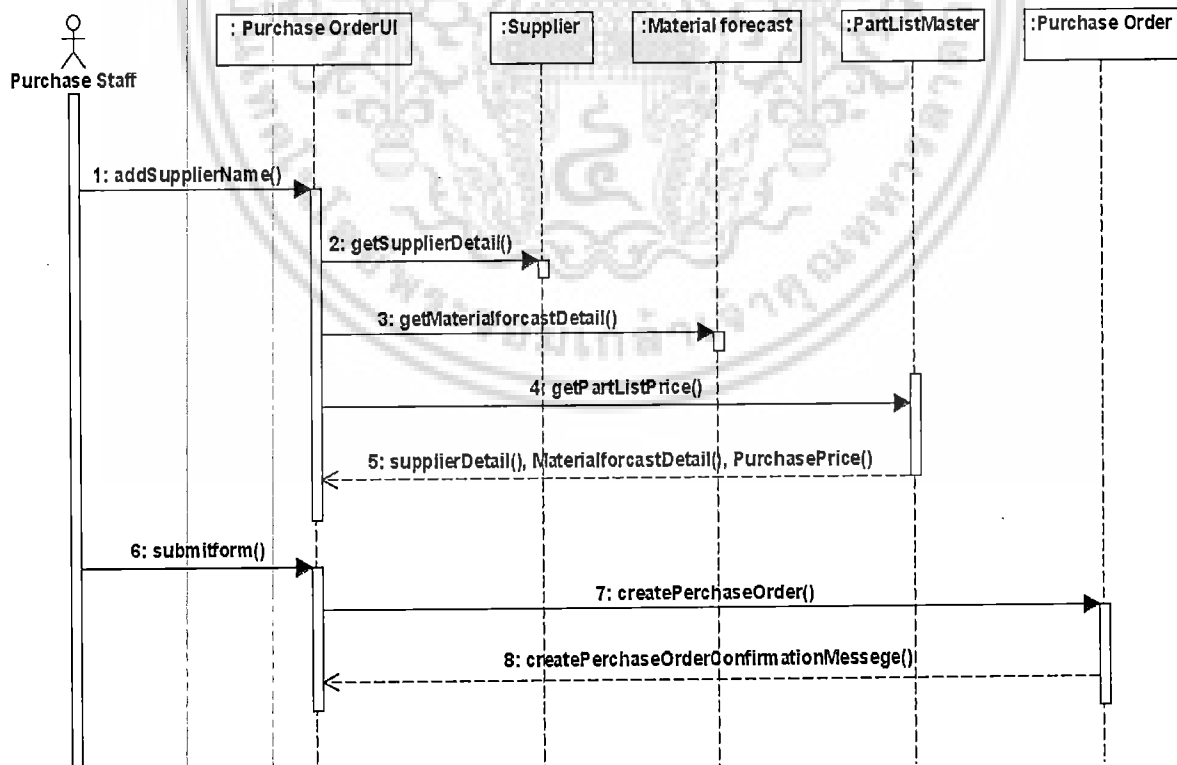 : Purchase OrderUI
:Supplier
:Material forecast
:PartListMaster
:Purchase Order
Purchase Staff
1: addSupplierName()
2: getSupplierDetail()
3: getMaterialforcastDetail()
4: getPartListPrice()
5: supplierDetail(), MaterialforcastDetail(), PurchasePrice()
6: submitform()
7: createPerchaseOrder()
8: createPerchaseOrderConfirmationMessege()